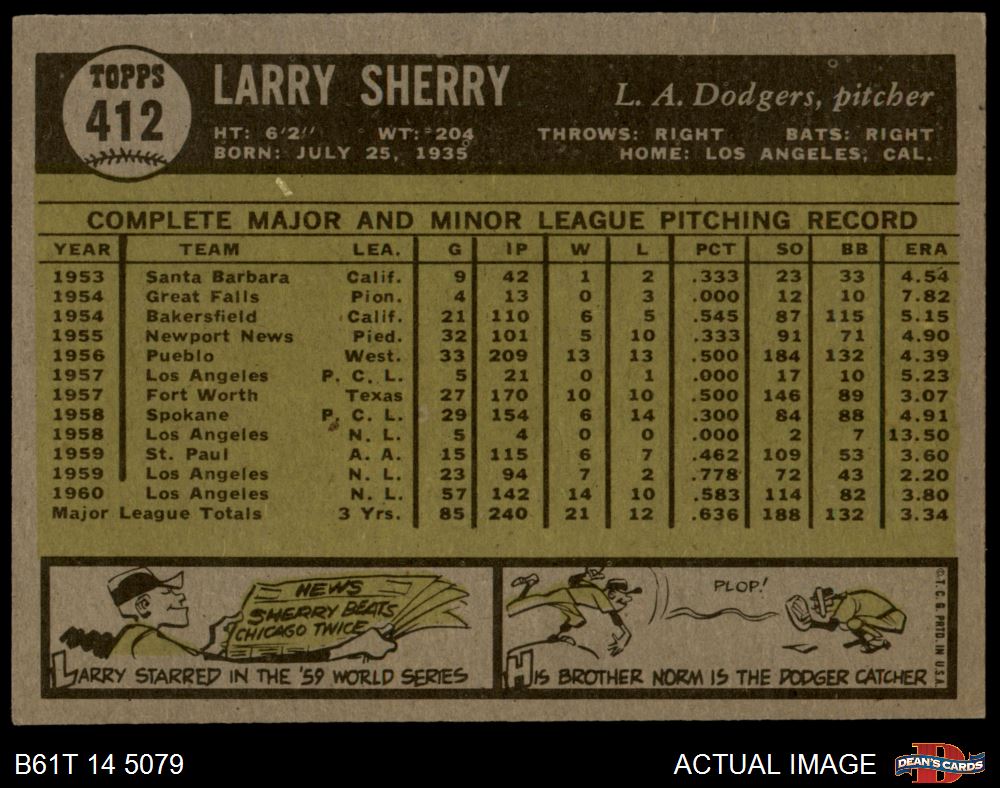 TOPPS
412
LARRY SHERRY
L. A. Dodgers, pitcher
HT: 6'2" WT: 204 THROWS: RIGHT BATS: RIGHT
BORN: JULY 25, 1935 HOME: LOS ANGELES, CAL.
COMPLETE MAJOR AND MINOR LEAGUE PITCHING RECORD
YEAR TEAM LEA. G IP W L PCT SO BB ERA
1953 Santa Barbara Calif. 9 42 1 2 .333 23 33 4.54
1954 Great Falls Pion. 4 13 0 3 .000 12 10 7.82
1954 Bakersfield Calif. 21 110 6 5 .545 87 115 5.15
1955 Newport News Pied. 32 101 5 10 .333 91 71 4.90
1956 Pueblo West. 33 209 13 13 .500 184 132 4.39
1957 Los Angeles P. C. L. 5 21 0 1 .000 17 10 5.23
1957 Fort Worth Texas 27 170 10 10 .500 146 89 3.07
1958 Spokane P. C. L. 29 154 6 14 .300 84 88 4.91
1958 Los Angeles N. L. 5 4 0 0 .000 2 7 13.50
1959 St. Paul A. A. 15 115 6 7 .462 109 53 3.60
1959 Los Angeles N. L. 23 94 7 2 .778 72 43 2.20
1960 Los Angeles N. L. 57 142 14 10 .583 114 82 3.80
Major League Totals 3 Yrs. 85 240 21 12 .636 188 132 3.34
NEWS
SHERRY BEATS
CHICAGO TWICE
LARRY STARRED IN THE '59 WORLD SERIES
PLOP!
HIS BROTHER NORM IS THE DODGER CATCHER
© T. C. G. PRTD. IN U.S.A.
B61T 14 5079
ACTUAL IMAGE
D
DEAN'S CARDS